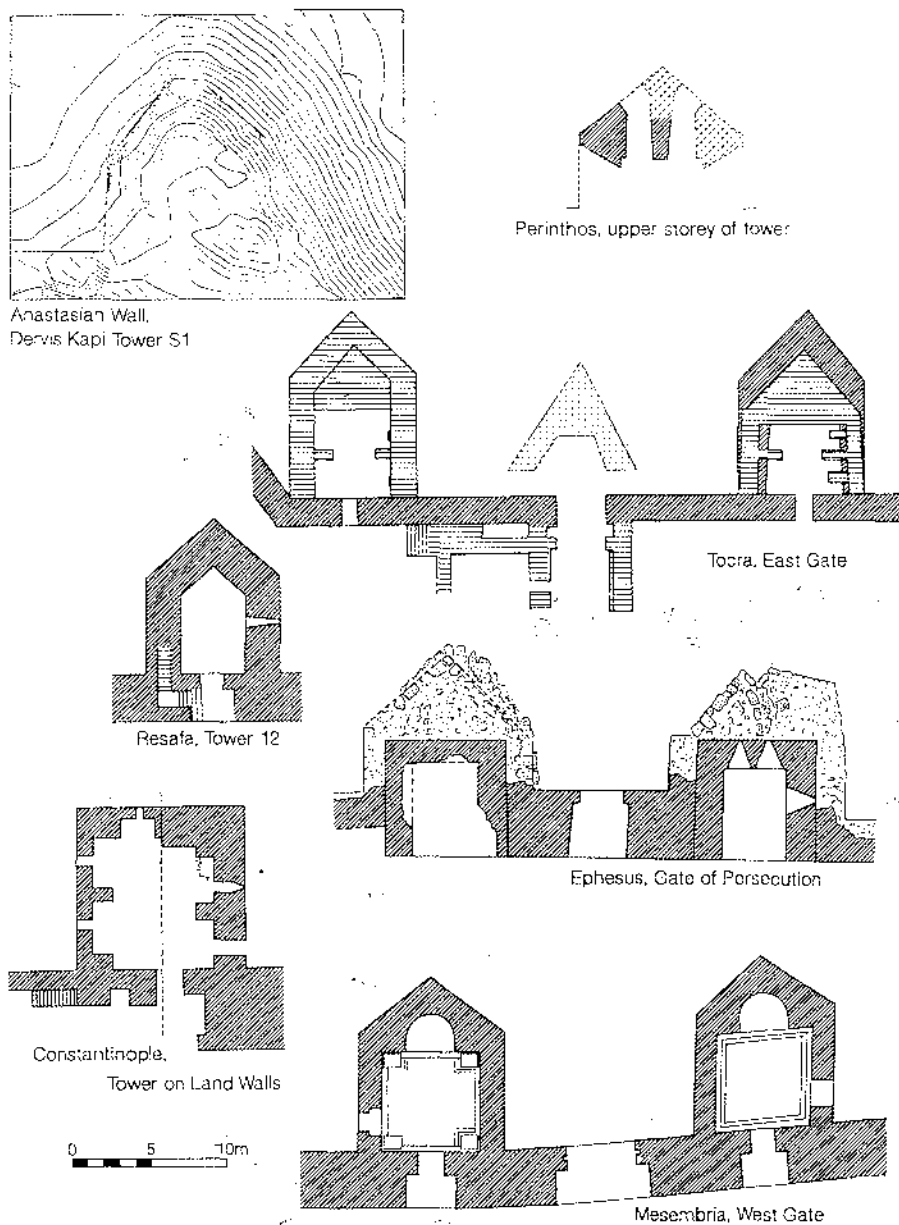 Anastasian Wall,
Dervis Kapi Tower S1
Perinthos, upper storey of tower
Tocra, East Gate
Resafa, Tower 12
Ephesus, Gate of Persecution
Constantinople,
Tower on Land Walls
0 5 10m
Mesembria, West Gate